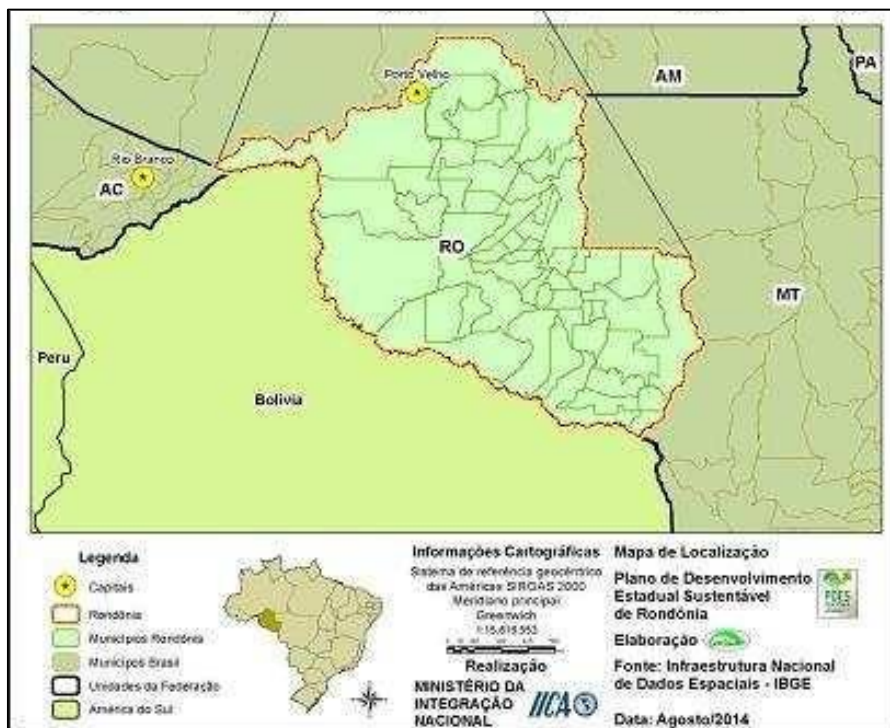 Porto Velho
AM
PA
Rio Branco
AC
RO
MT
Peru
Bolivia
Legenda
Capitais
Rondônia
Municípios Rondônia
Municípios Brasil
Unidades da Federação
América do Sul
Informações Cartográficas
Sistema de referência geocêntrico
das Américas SIRGAS 2000
Meridiano principal
Greenwich
Realização
MINISTÉRIO DA
INTEGRAÇÃO
NACIONAL
IICA
Mapa de Localização
Plano de Desenvolvimento
Estadual Sustentável
de Rondônia
PDES
Elaboração
Fonte: Infraestrutura Nacional
de Dados Espaciais - IBGE
Data: Agosto/2014